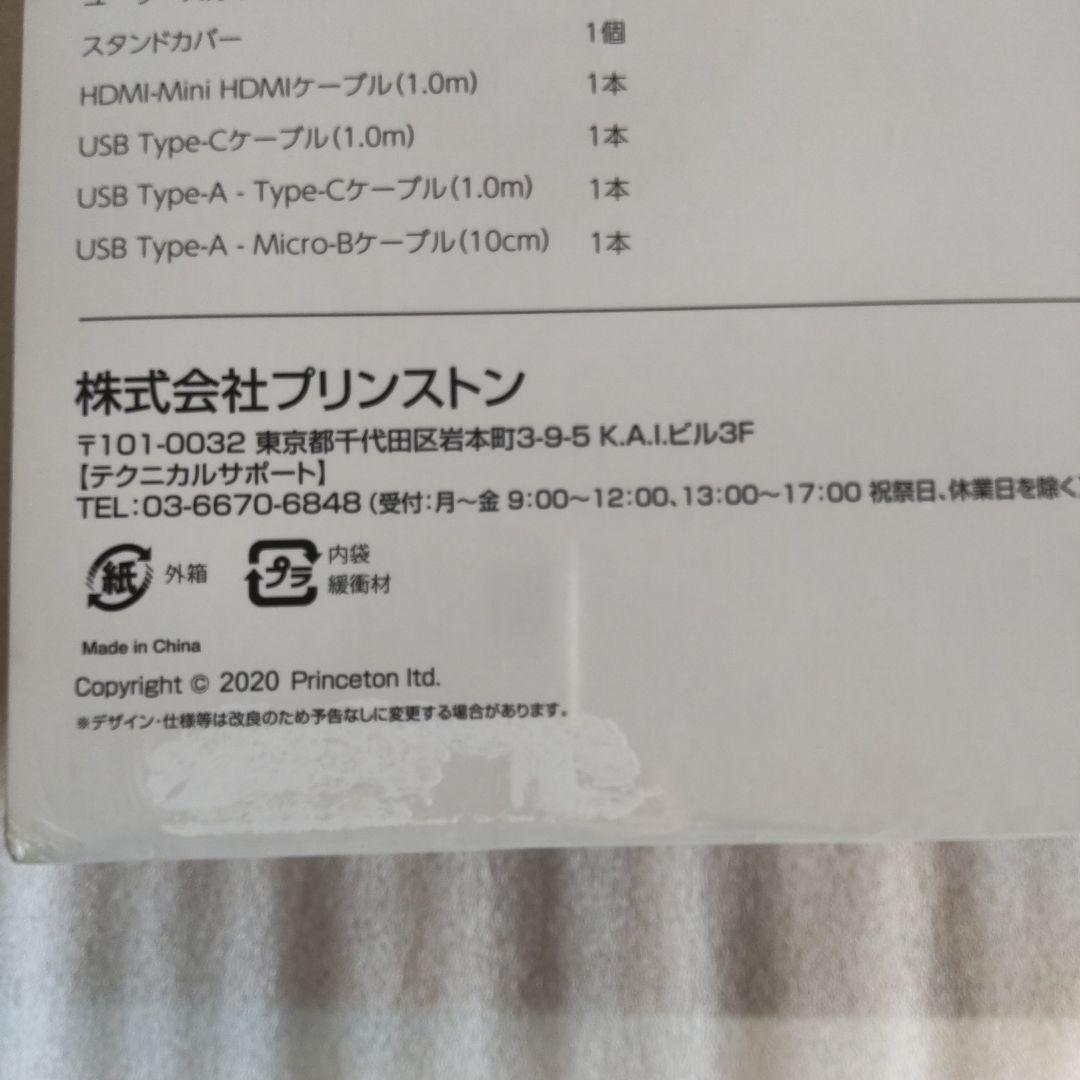 スタンドカバー 1個
HDMI-Mini HDMIケーブル(1.0m) 1本
USB Type-Cケーブル(1.0m) 1本
USB Type-A - Type-Cケーブル(1.0m) 1本
USB Type-A - Micro-Bケーブル(10cm) 1本
株式会社プリンストン
〒101-0032 東京都千代田区岩本町3-9-5 K.A.I.ビル3F
【テクニカルサポート】
TEL:03-6670-6848 (受付:月〜金 9:00〜12:00、13:00〜17:00 祝祭日、休業日を除く)
紙 外箱 プラ 内袋
緩衝材
Made in China
Copyright © 2020 Princeton ltd.
※デザイン・仕様等は改良のため予告なしに変更する場合があります。